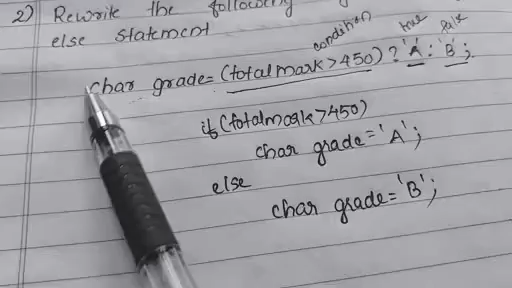 2) Rewrite the following
else statement
condition true false
char grade = (totalmark>450) ? 'A' : 'B';
if (totalmark>450)
char grade = 'A';
else
char grade = 'B';